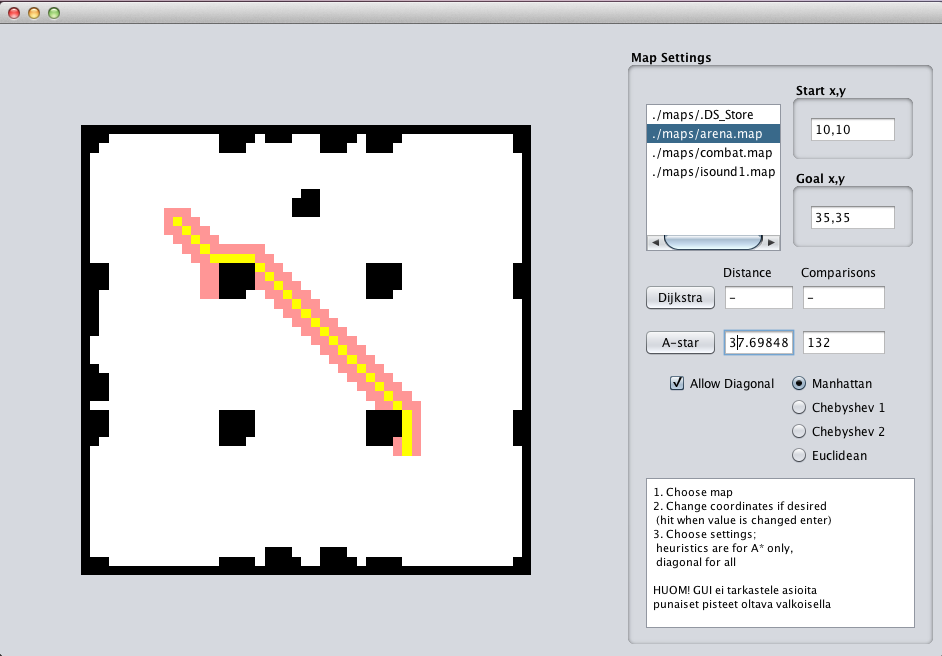 Map Settings
./maps/.DS_Store
./maps/arena.map
./maps/combat.map
./maps/isound1.map
Start x,y
10,10
Goal x,y
35,35
Distance Comparisons
Dijkstra - -
A-star 37.69848 132
Allow Diagonal Manhattan
Chebyshev 1
Chebyshev 2
Euclidean
1. Choose map
2. Change coordinates if desired
(hit when value is changed enter)
3. Choose settings;
heuristics are for A* only,
diagonal for all
HUOM! GUI ei tarkastele asioita
punaiset pisteet oltava valkoisella